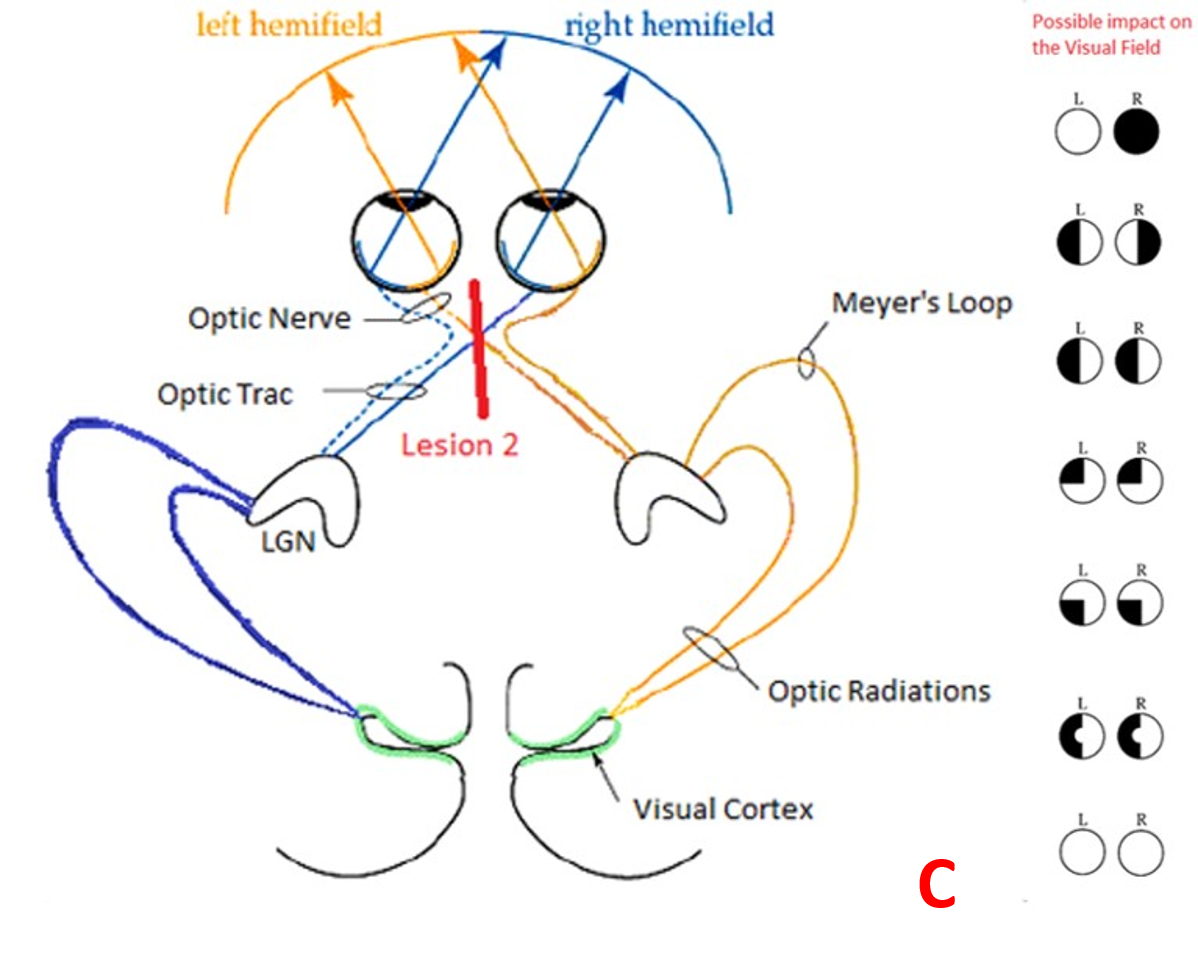 left hemifield
right hemifield
Possible impact on
the Visual Field
L R
L R
Optic Nerve
Meyer's Loop
L R
Optic Trac
Lesion 2
L R
LGN
L R
Optic Radiations
L R
Visual Cortex
L R
C